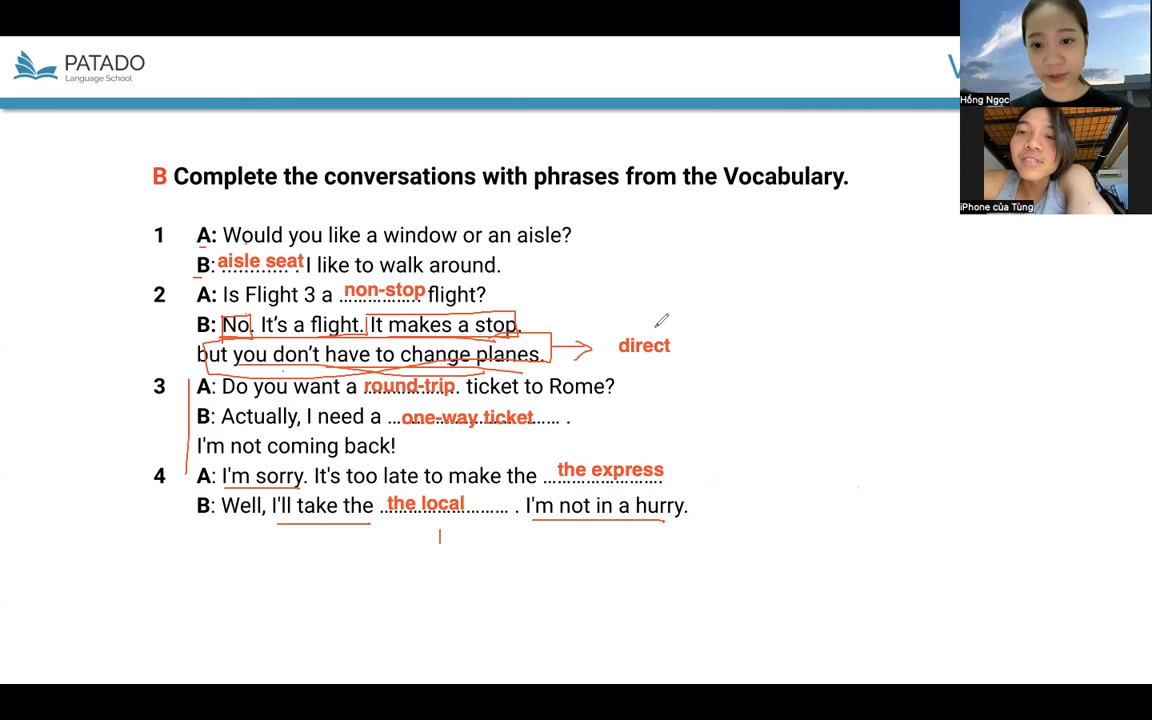 PATADO
Language School
Hồng Ngọc
iPhone của Tùng
B Complete the conversations with phrases from the Vocabulary.
1 A: Would you like a window or an aisle?
B: aisle seat. I like to walk around.
2 A: Is Flight 3 a non-stop flight?
B: No. It's a flight. It makes a stop.
but you don't have to change planes.
direct
3 A: Do you want a round-trip ticket to Rome?
B: Actually, I need a one-way ticket.
I'm not coming back!
4 A: I'm sorry. It's too late to make the the express
B: Well, I'll take the the local. I'm not in a hurry.